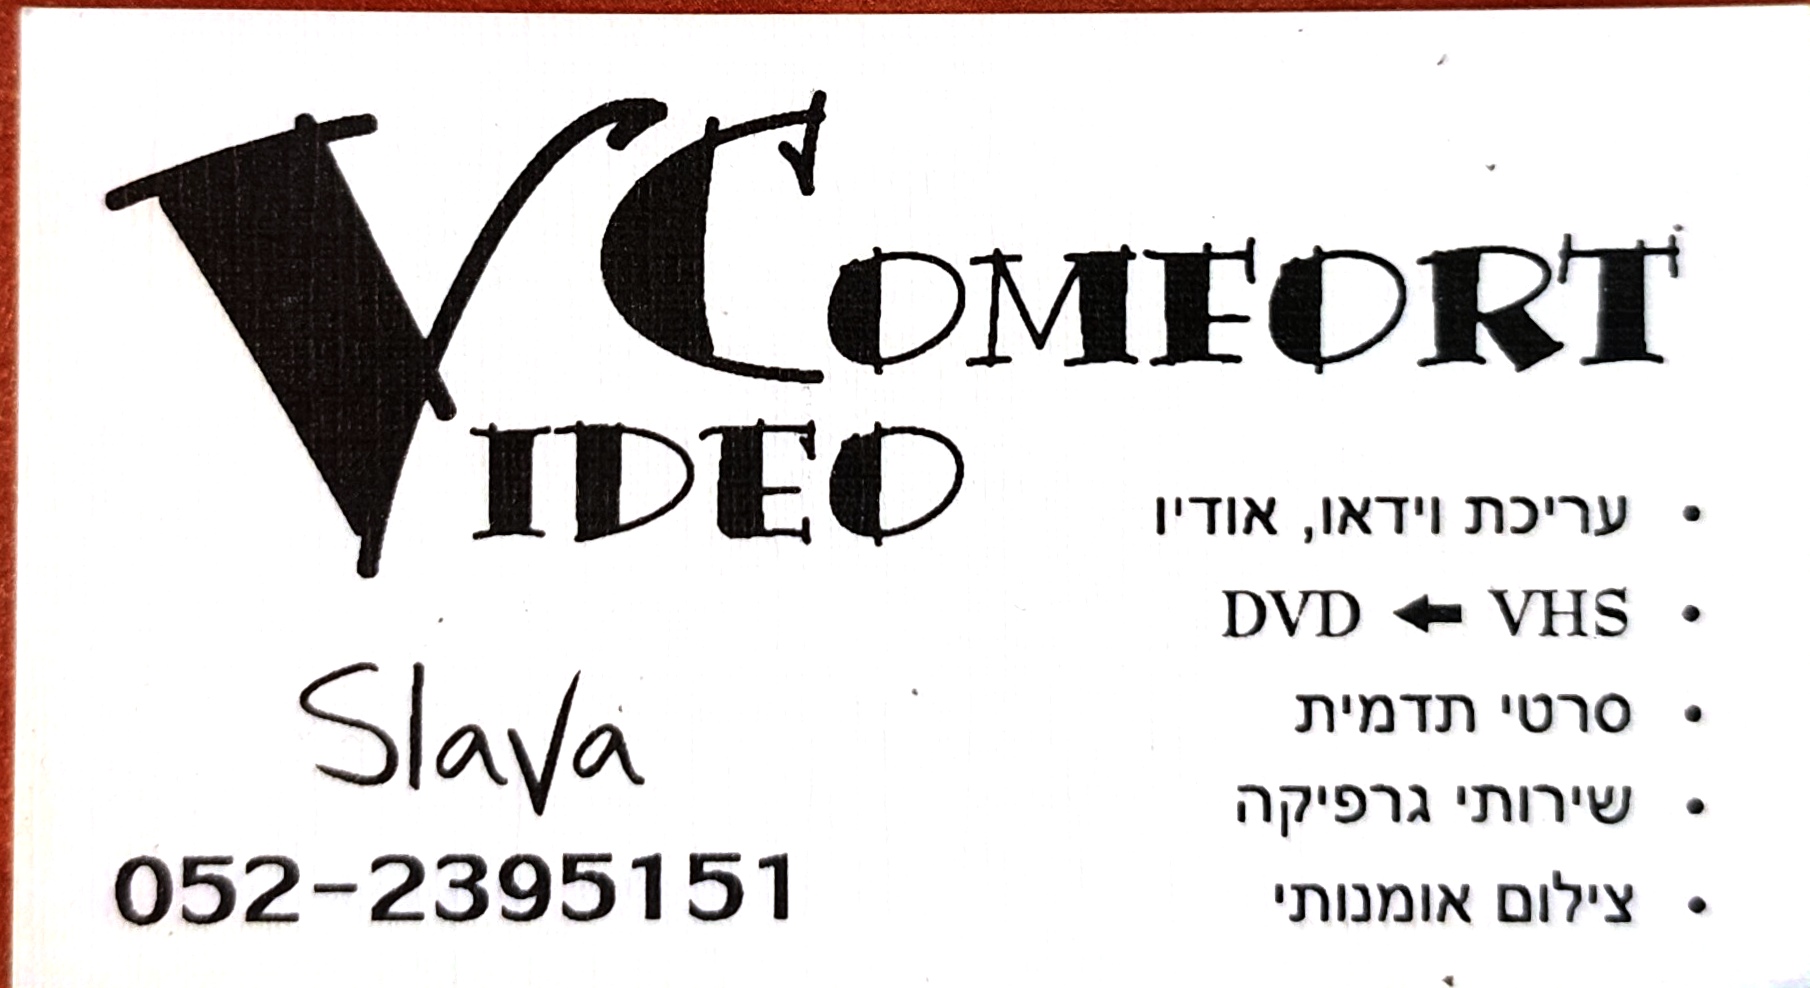 COMFORT
VIDEO
• עריכת וידאו, אודיו
• VHS ⬅ DVD
• סרטי תדמית
• שירותי גרפיקה
• צילום אומנותי
Slava
052-2395151